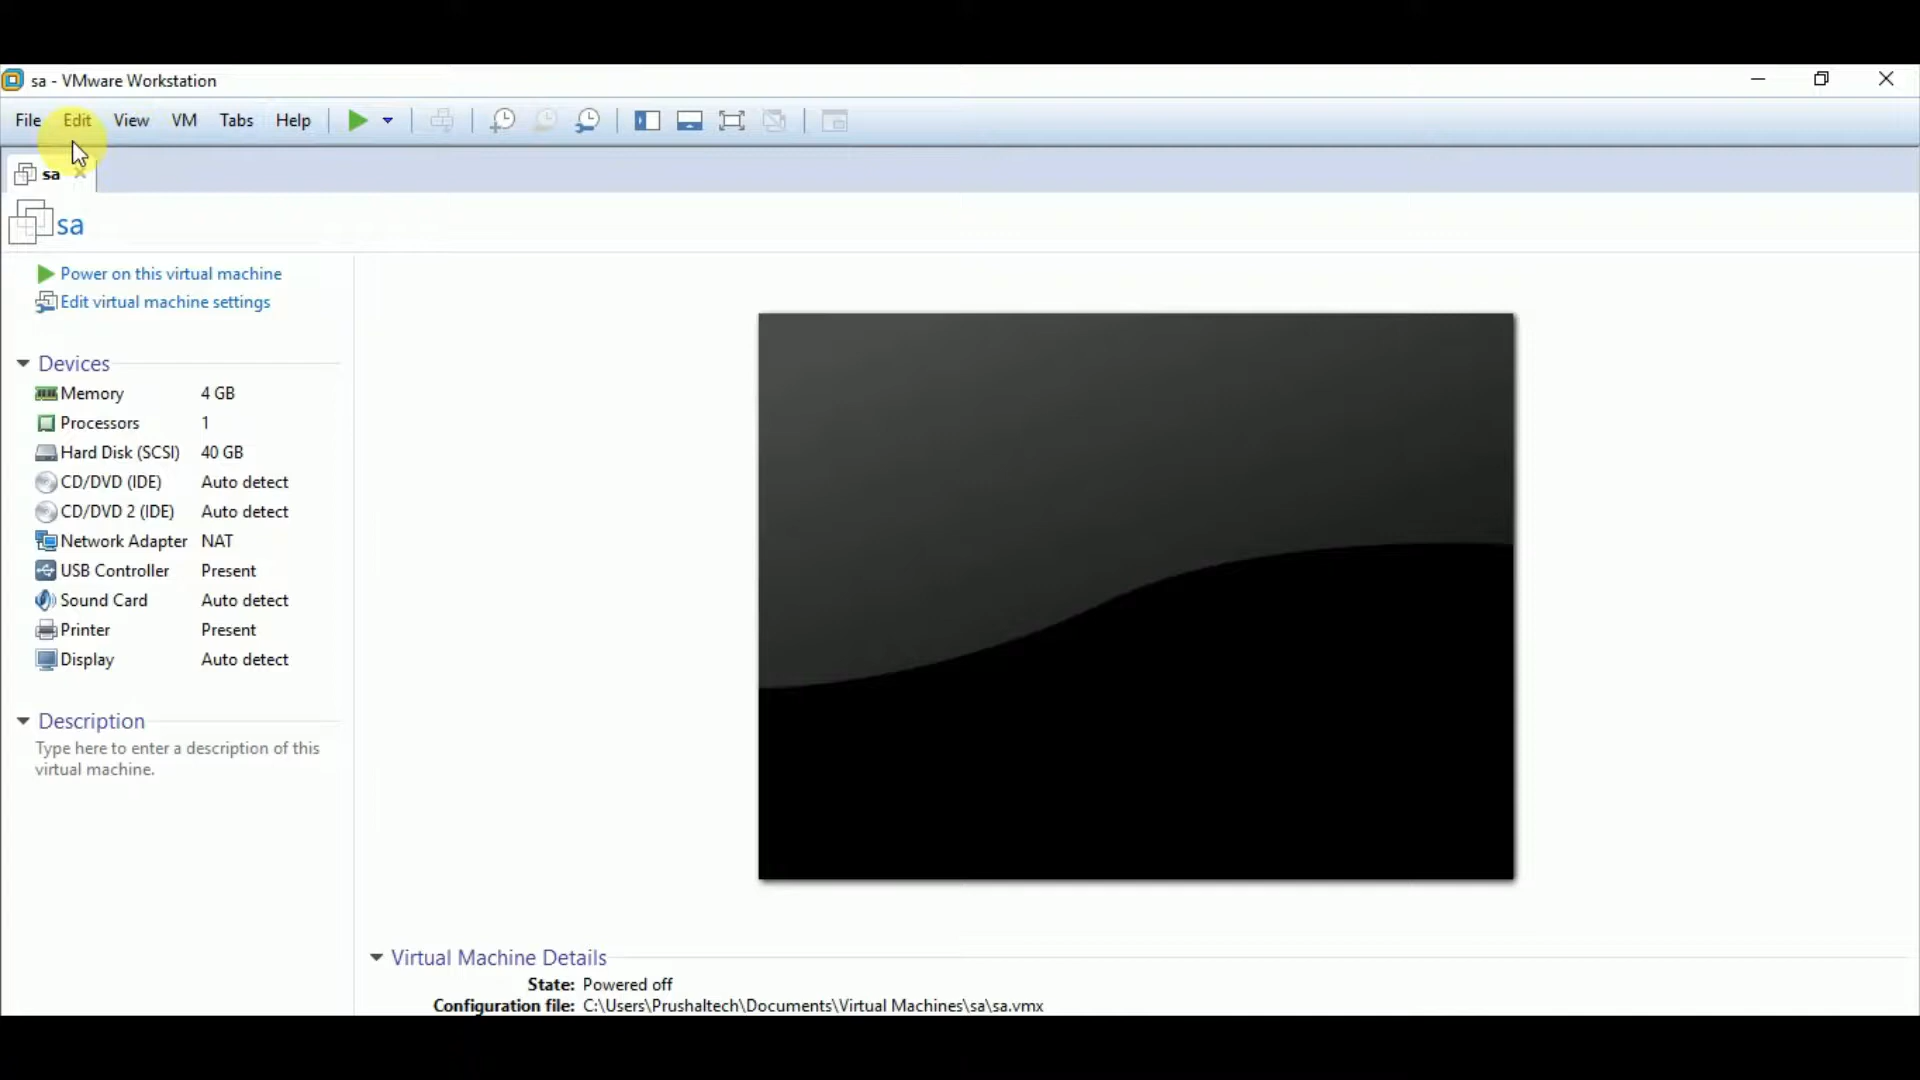 sa - VMware Workstation
File Edit View VM Tabs Help
sa
sa
Power on this virtual machine
Edit virtual machine settings
Devices
Memory 4 GB
Processors 1
Hard Disk (SCSI) 40 GB
CD/DVD (IDE) Auto detect
CD/DVD 2 (IDE) Auto detect
Network Adapter NAT
USB Controller Present
Sound Card Auto detect
Printer Present
Display Auto detect
Description
Type here to enter a description of this
virtual machine.
Virtual Machine Details
State: Powered off
Configuration file: C:\Users\Prushaltech\Documents\Virtual Machines\sa\sa.vmx